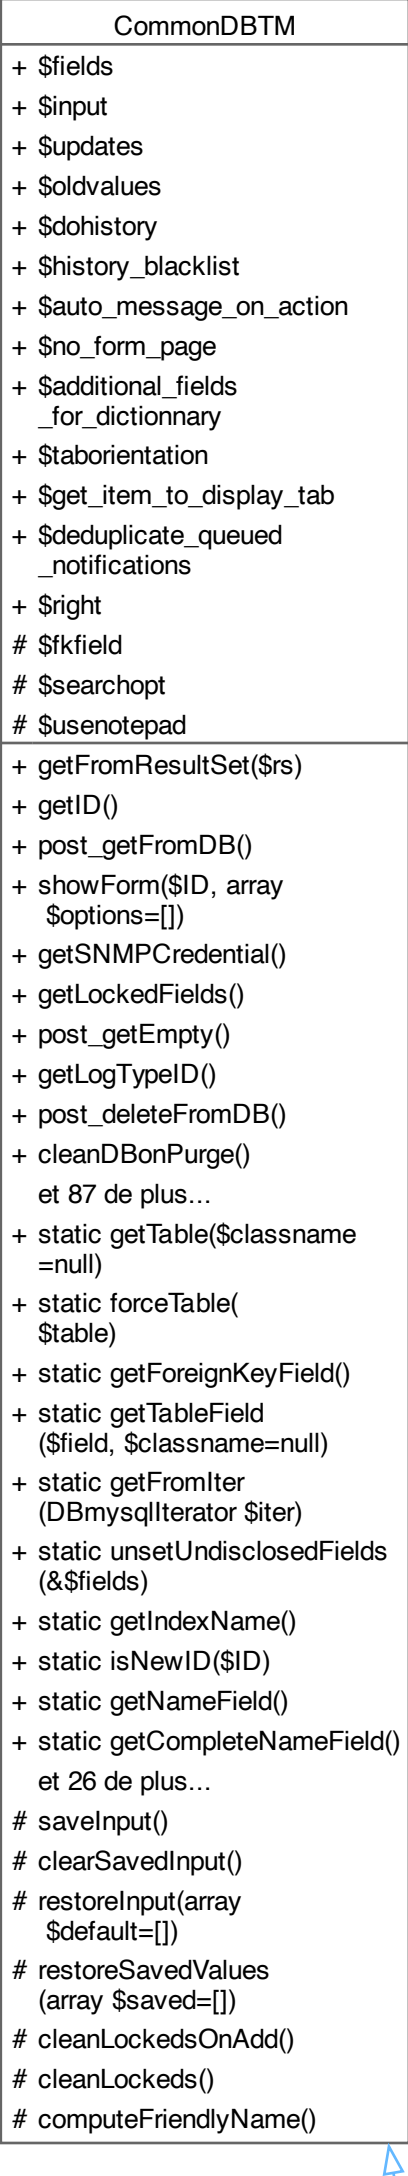 CommonDBTM
+ $fields
+ $input
+ $updates
+ $oldvalues
+ $dohistory
+ $history_blacklist
+ $auto_message_on_action
+ $no_form_page
+ $additional_fields
_for_dictionnary
+ $taborientation
+ $get_item_to_display_tab
+ $deduplicate_queued
_notifications
+ $right
# $fkfield
# $searchopt
# $usenotepad
+ getFromResultSet($rs)
+ getID()
+ post_getFromDB()
+ showForm($ID, array
$options=[])
+ getSNMPCredential()
+ getLockedFields()
+ post_getEmpty()
+ getLogTypeID()
+ post_deleteFromDB()
+ cleanDBonPurge()
et 87 de plus...
+ static getTable($classname
=null)
+ static forceTable(
$table)
+ static getForeignKeyField()
+ static getTableField
($field, $classname=null)
+ static getFromIter
(DBmysqlIterator $iter)
+ static unsetUndisclosedFields
(&$fields)
+ static getIndexName()
+ static isNewID($ID)
+ static getNameField()
+ static getCompleteNameField()
et 26 de plus...
# saveInput()
# clearSavedInput()
# restoreInput(array
$default=[])
# restoreSavedValues
(array $saved=[])
# cleanLockedsOnAdd()
# cleanLockeds()
# computeFriendlyName()